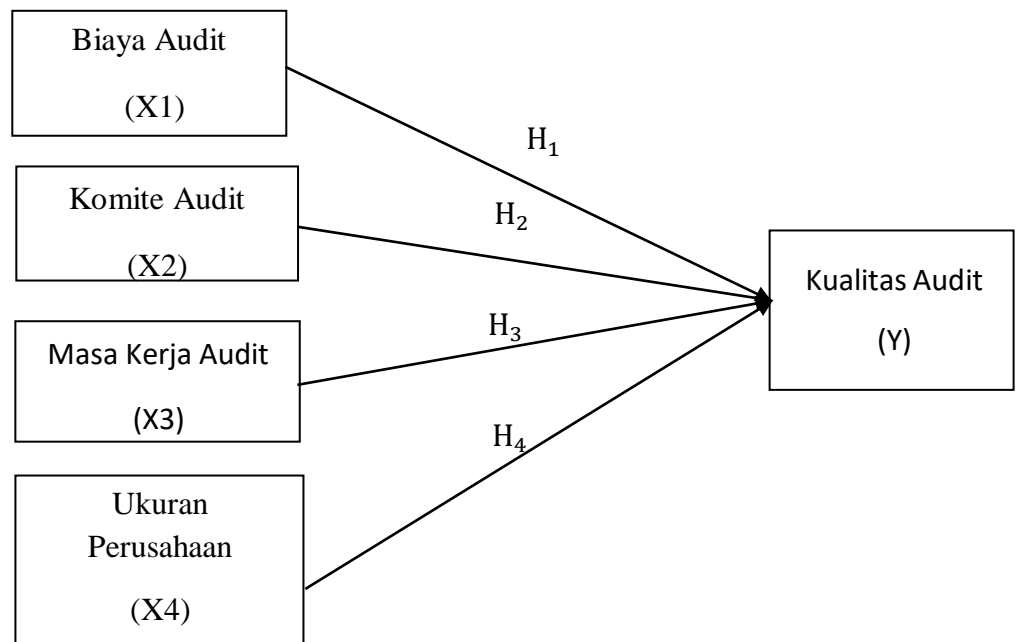 Biaya Audit
(X1)
H₁
Komite Audit
(X2)
H₂
Kualitas Audit
(Y)
Masa Kerja Audit
(X3)
H₃
Ukuran
Perusahaan
(X4)
H₄